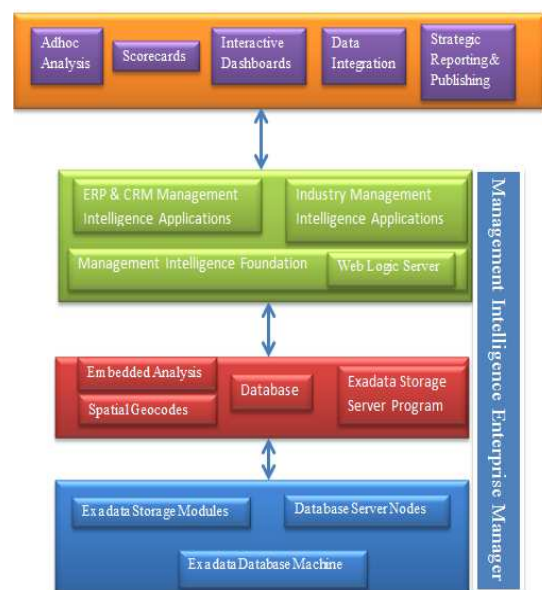 Adhoc
Analysis
Scorecards
Interactive
Dashboards
Data
Integration
Strategic
Reporting &
Publishing
ERP & CRM Management
Intelligence Applications
Industry Management
Intelligence Applications
Management Intelligence Foundation
Web Logic Server
Embedded Analysis
Spatial Geocodes
Database
Exadata Storage
Server Program
Exadata Storage Modules
Database Server Nodes
Exadata Database Machine
Management Intelligence Enterprise Manager